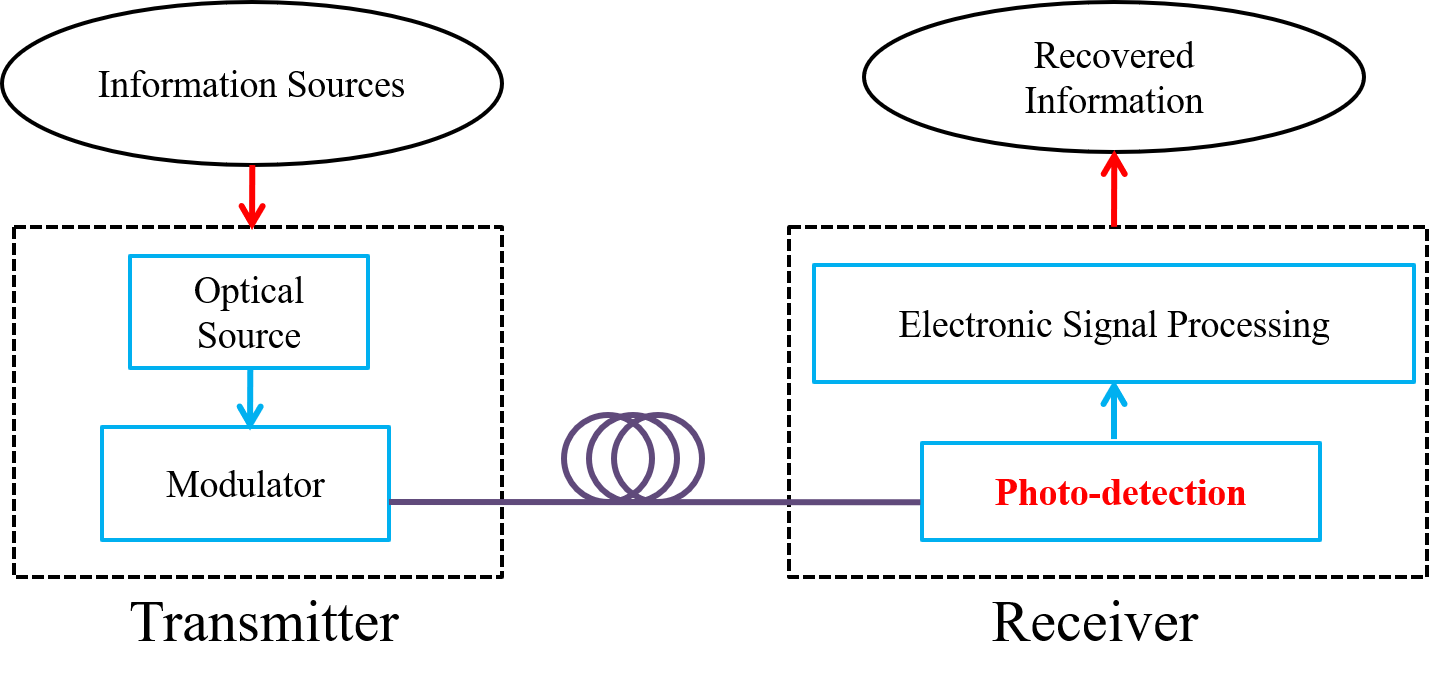 Information Sources
Optical
Source
Modulator
Transmitter
Recovered
Information
Electronic Signal Processing
Photo-detection
Receiver